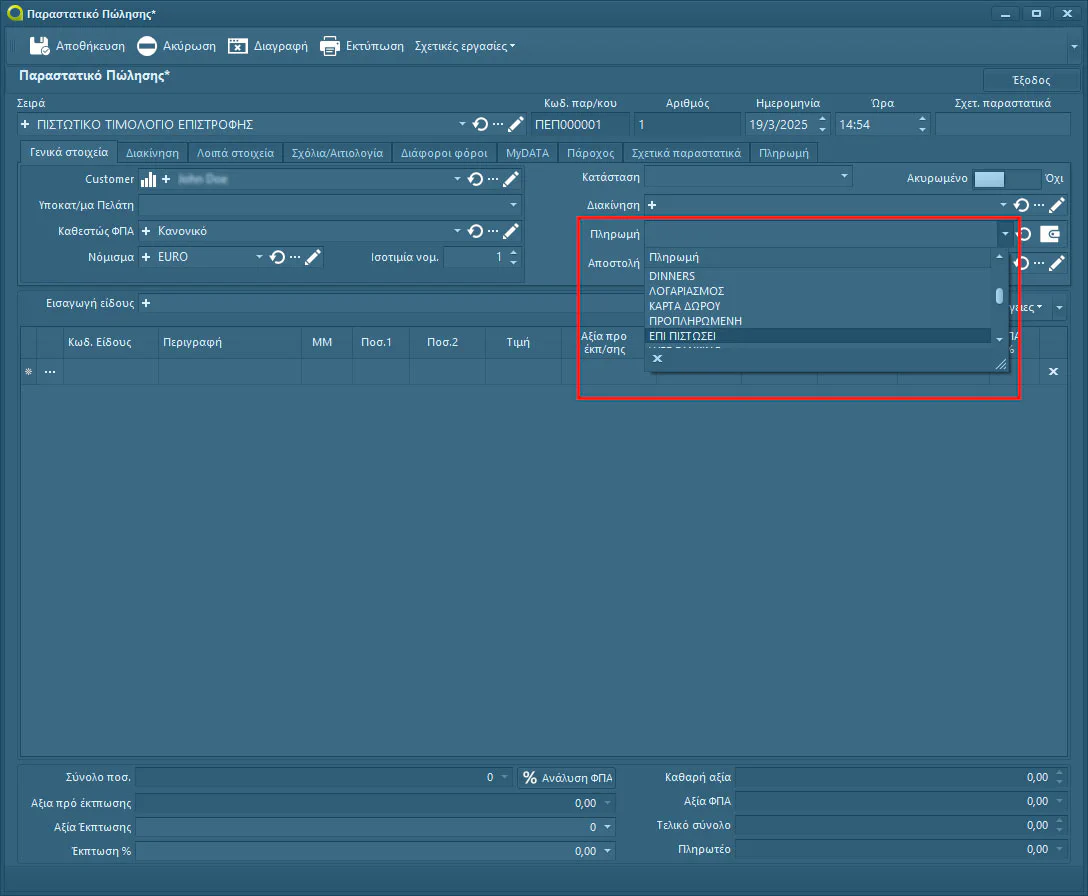 Παραστατικό Πώλησης*
Αποθήκευση Ακύρωση Διαγραφή Εκτύπωση Σχετικές εργασίες
Παραστατικό Πώλησης*
Έξοδος
Σειρά Κωδ. παρ/κου Αριθμός Ημερομηνία Ώρα Σχετ. παραστατικά
ΠΙΣΤΩΤΙΚΟ ΤΙΜΟΛΟΓΙΟ ΕΠΙΣΤΡΟΦΗΣ ΠΕΠ000001 1 19/3/2025 14:54
Γενικά στοιχεία Διακίνηση Λοιπά στοιχεία Σχόλια/Αιτιολογία Διάφοροι φόροι MyDATA Πάροχος Σχετικά παραστατικά Πληρωμή
Customer John Doe Κατάσταση Ακυρωμένο Όχι
Υποκατ/μα Πελάτη Διακίνηση
Καθεστώς ΦΠΑ Κανονικό Πληρωμή
Νόμισμα EURO Ισοτιμία νομ. 1 Αποστολή
Πληρωμή
DINNERS
ΛΟΓΑΡΙΑΣΜΟΣ
ΚΑΡΤΑ ΔΩΡΟΥ
ΠΡΟΠΛΗΡΩΜΕΝΗ
ΕΠΙ ΠΙΣΤΩΣΕΙ
Εισαγωγή είδους
Κωδ. Είδους Περιγραφή ΜΜ Ποσ.1 Ποσ.2 Τιμή Αξία προ έκπ/σης
Σύνολο ποσ. 0 % Ανάλυση ΦΠΑ Καθαρή αξία 0,00
Αξια πρό έκτπωσης 0,00 Αξία ΦΠΑ 0,00
Αξία Έκπτωσης 0 Τελικό σύνολο 0,00
Έκπτωση % 0,00 Πληρωτέο 0,00